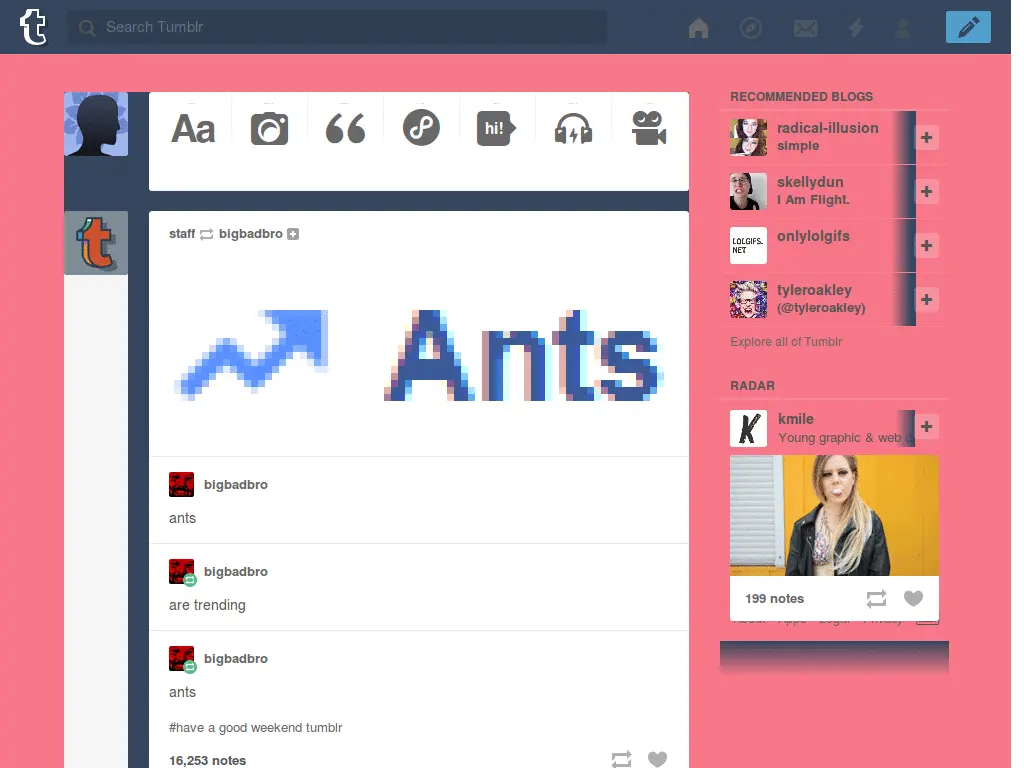 t
Search Tumblr
Aa
hi!
staff bigbadbro
Ants
bigbadbro
ants
bigbadbro
are trending
bigbadbro
ants
#have a good weekend tumblr
16,253 notes
RECOMMENDED BLOGS
radical-illusion
simple
skellydun
I Am Flight.
LOLGIFS.
NET
onlylolgifs
tyleroakley
(@tyleroakley)
Explore all of Tumblr
RADAR
K
kmile
Young graphic & web
199 notes
About Apps Legal Privacy